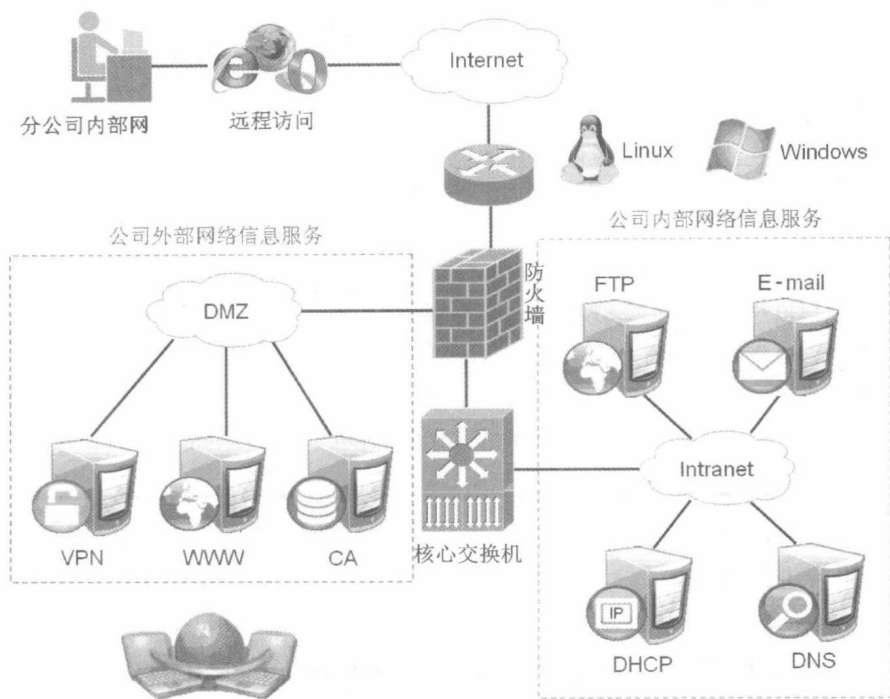 Internet
分公司内部网
远程访问
Linux
Windows
公司外部网络信息服务
公司内部网络信息服务
防火墙
DMZ
FTP
E-mail
Intranet
VPN
WWW
CA
核心交换机
IP
DHCP
DNS